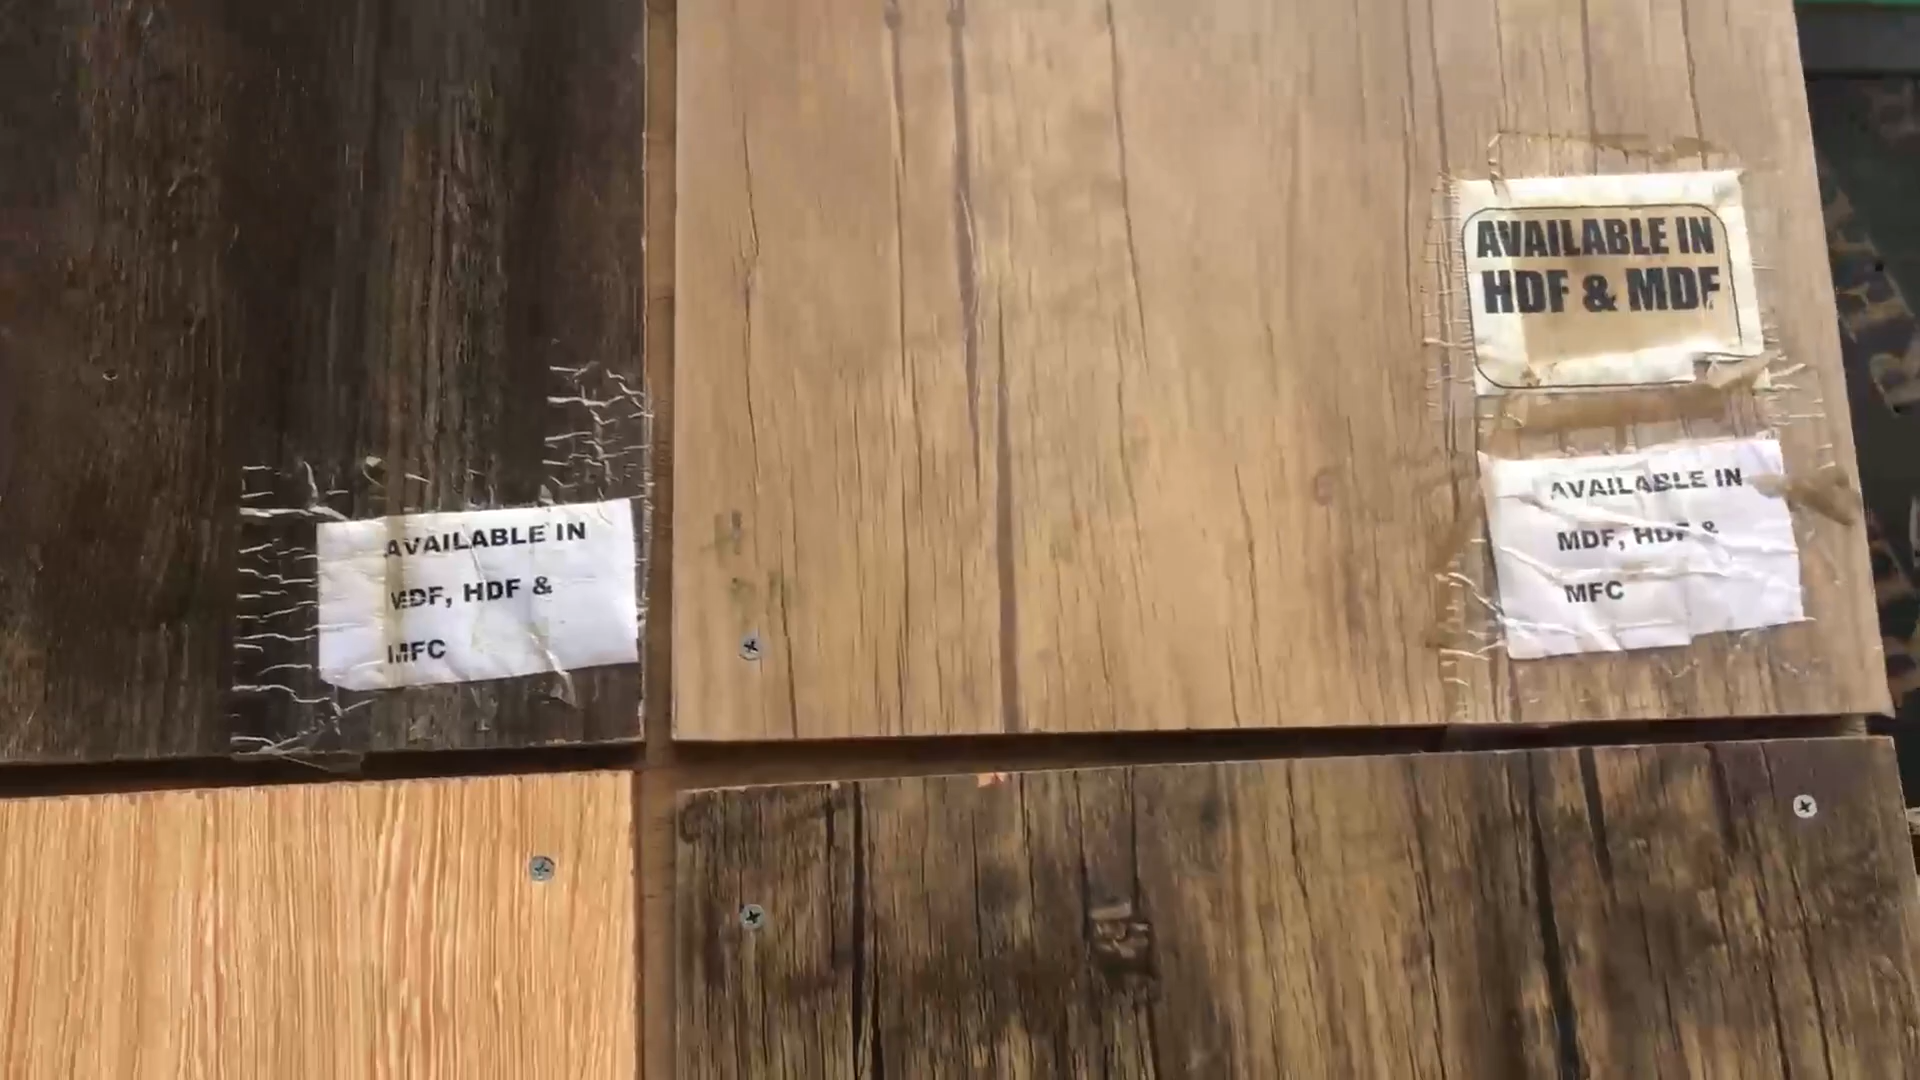 AVAILABLE IN
HDF & MDF
AVAILABLE IN
MDF, HDF &
MFC
AVAILABLE IN
MDF, HDF &
MFC